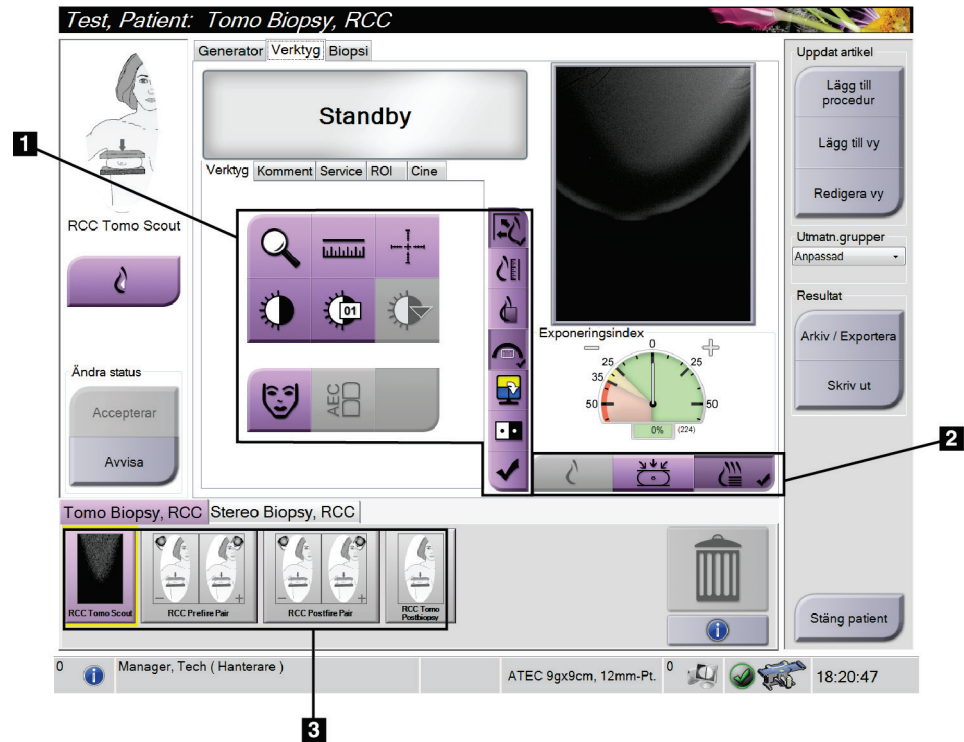 Test, Patient: Tomo Biopsy, RCC
Generator Verktyg Biopsi
Standby
Verktyg Komment Service ROI Cine
1
RCC Tomo Scout
01
AEC
Ändra status
Accepterar
Avvisa
Exponeringsindex
0
25 25
35
50 50
0% (224)
2
Uppdat artikel
Lägg till
procedur
Lägg till vy
Redigera vy
Utmatn.grupper
Anpassad
Resultat
Arkiv / Exportera
Skriv ut
Tomo Biopsy, RCC Stereo Biopsy, RCC
RCC Tomo Scout
RCC Prefire Pair
RCC Postfire Pair
RCC Tomo
Postbiopsy
Stäng patient
0 Manager, Tech ( Hanterare ) ATEC 9gx9cm, 12mm-Pt. 0 18:20:47
3